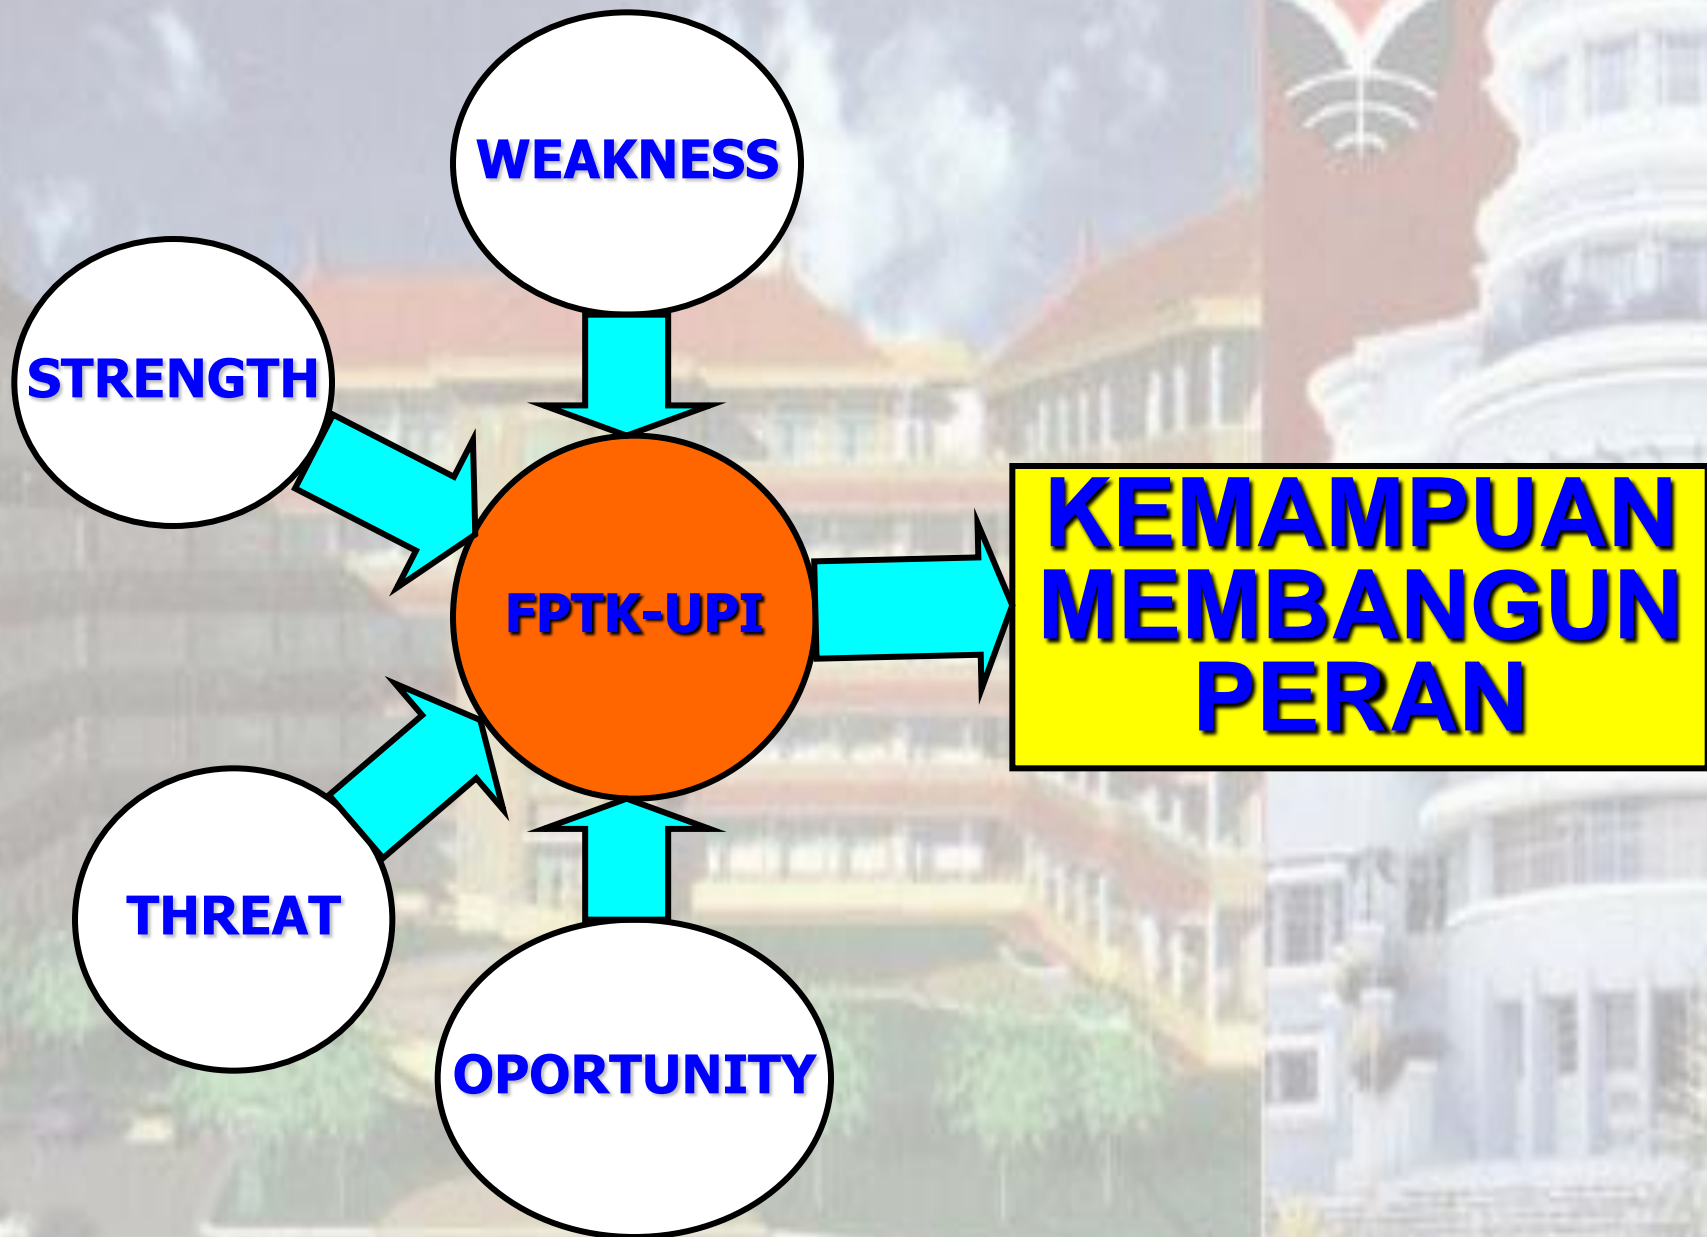 WEAKNESS
STRENGTH
FPTK-UPI
KEMAMPUAN
MEMBANGUN
PERAN
THREAT
OPORTUNITY